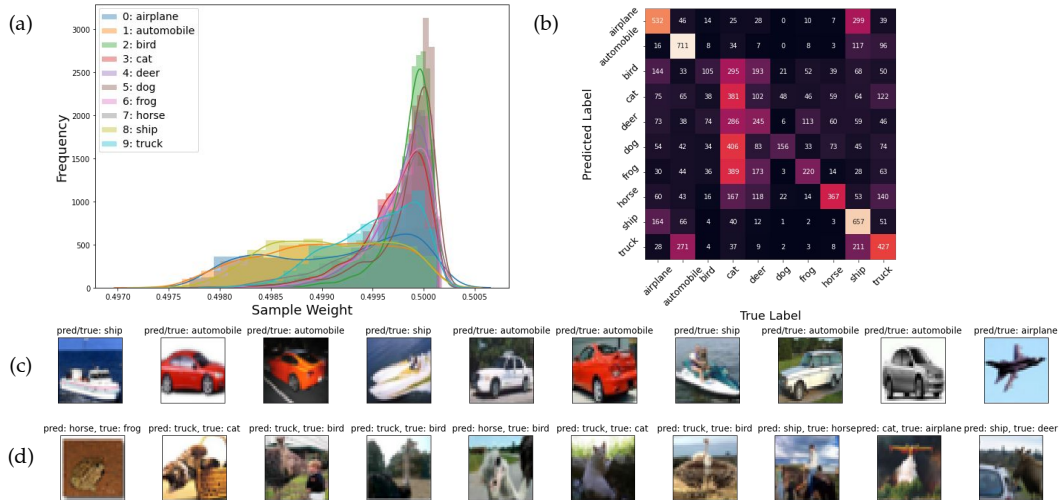 (a)
3000
2500
2000
1500
1000
500
0
Frequency
0: airplane
1: automobile
2: bird
3: cat
4: deer
5: dog
6: frog
7: horse
8: ship
9: truck
0.4970 0.4975 0.4980 0.4985 0.4990 0.4995 0.5000 0.5005
Sample Weight
(b)
Predicted Label
airplane 532 46 14 25 28 0 10 7 299 39
automobile 16 711 8 34 7 0 8 3 117 96
bird 144 33 105 295 193 21 52 39 68 50
cat 75 65 38 381 102 48 46 59 64 122
deer 73 38 74 286 245 6 113 60 59 46
dog 54 42 34 406 83 156 33 73 45 74
frog 30 44 36 389 173 3 220 14 28 63
horse 60 43 16 167 118 22 14 367 53 140
ship 164 66 4 40 12 1 2 3 657 51
truck 28 271 4 37 9 2 3 8 211 427
airplane automobile bird cat deer dog frog horse ship truck
True Label
(c)
pred/true: ship pred/true: automobile pred/true: automobile pred/true: ship pred/true: automobile pred/true: automobile pred/true: ship pred/true: automobile pred/true: automobile pred/true: airplane
(d)
pred: horse, true: frog pred: truck, true: cat pred: truck, true: bird pred: truck, true: bird pred: horse, true: bird pred: truck, true: cat pred: truck, true: bird pred: ship, true: horse pred: cat, true: airplane pred: ship, true: deer